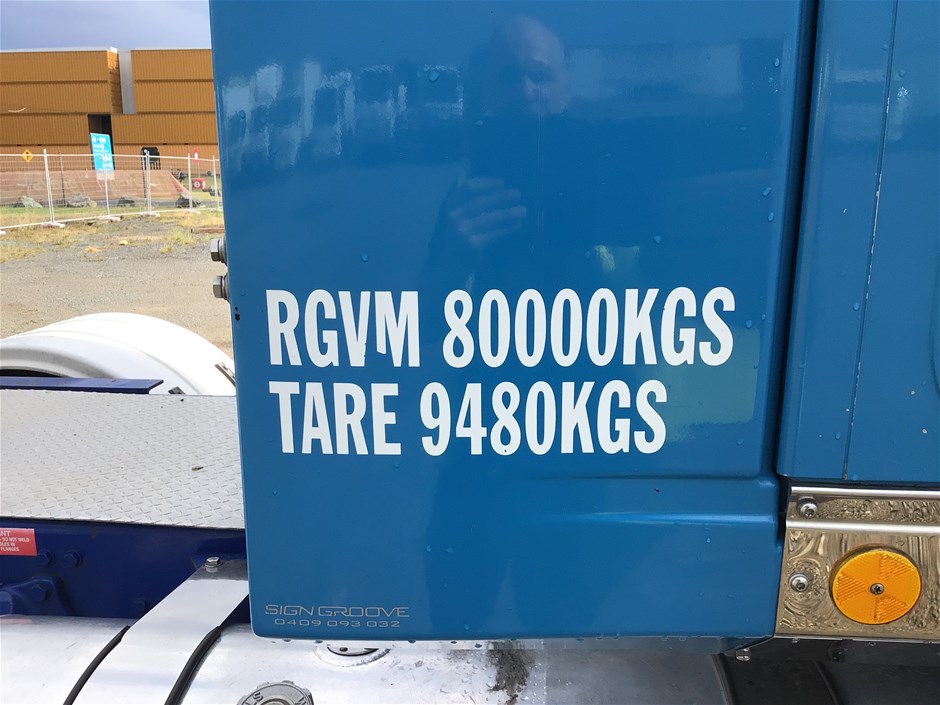 RGVM 80000KGS
TARE 9480KGS
SIGN GROOVE
0409 093 032